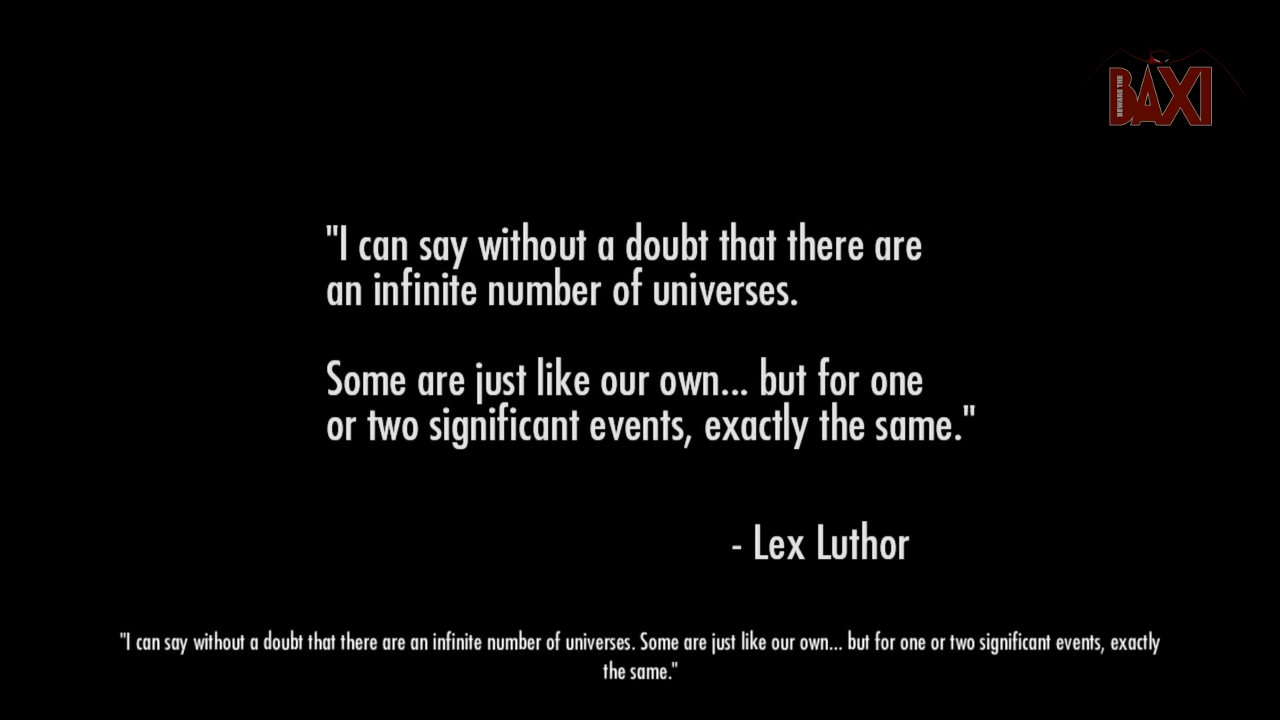 BEWARE THE
BAXI
"I can say without a doubt that there are
an infinite number of universes.
Some are just like our own... but for one
or two significant events, exactly the same."
- Lex Luthor
"I can say without a doubt that there are an infinite number of universes. Some are just like our own... but for one or two significant events, exactly
the same."